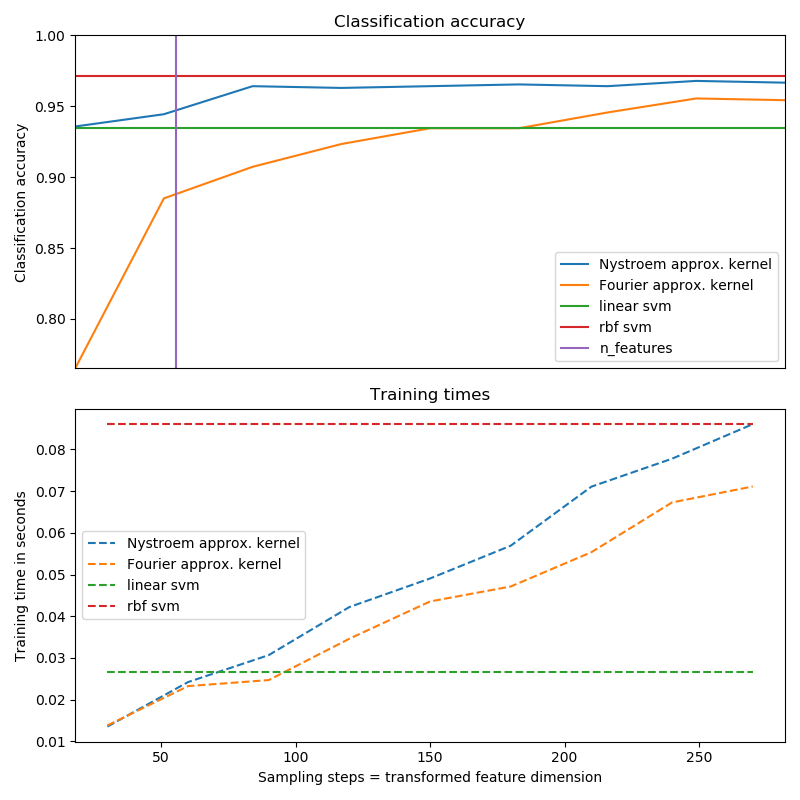 Classification accuracy
1.00
0.95
0.90
0.85
0.80
Classification accuracy
Nystroem approx. kernel
Fourier approx. kernel
linear svm
rbf svm
n_features
Training times
0.08
0.07
0.06
0.05
0.04
0.03
0.02
0.01
Training time in seconds
Nystroem approx. kernel
Fourier approx. kernel
linear svm
rbf svm
50 100 150 200 250
Sampling steps = transformed feature dimension